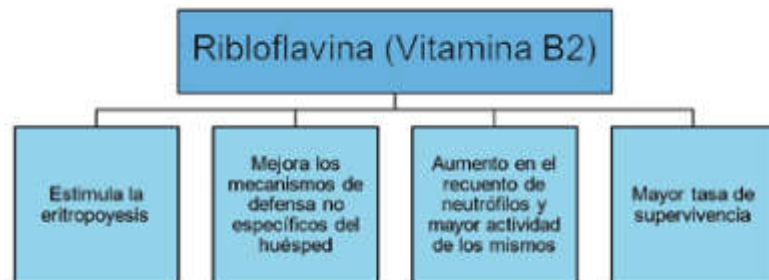 Ribloflavina (Vitamina B2)
Estimula la
eritropoyesis
Mejora los
mecanismos de
defensa no
específicos del
huésped
Aumento en el
recuento de
neutrófilos y
mayor actividad
de los mismos
Mayor tasa de
supervivencia